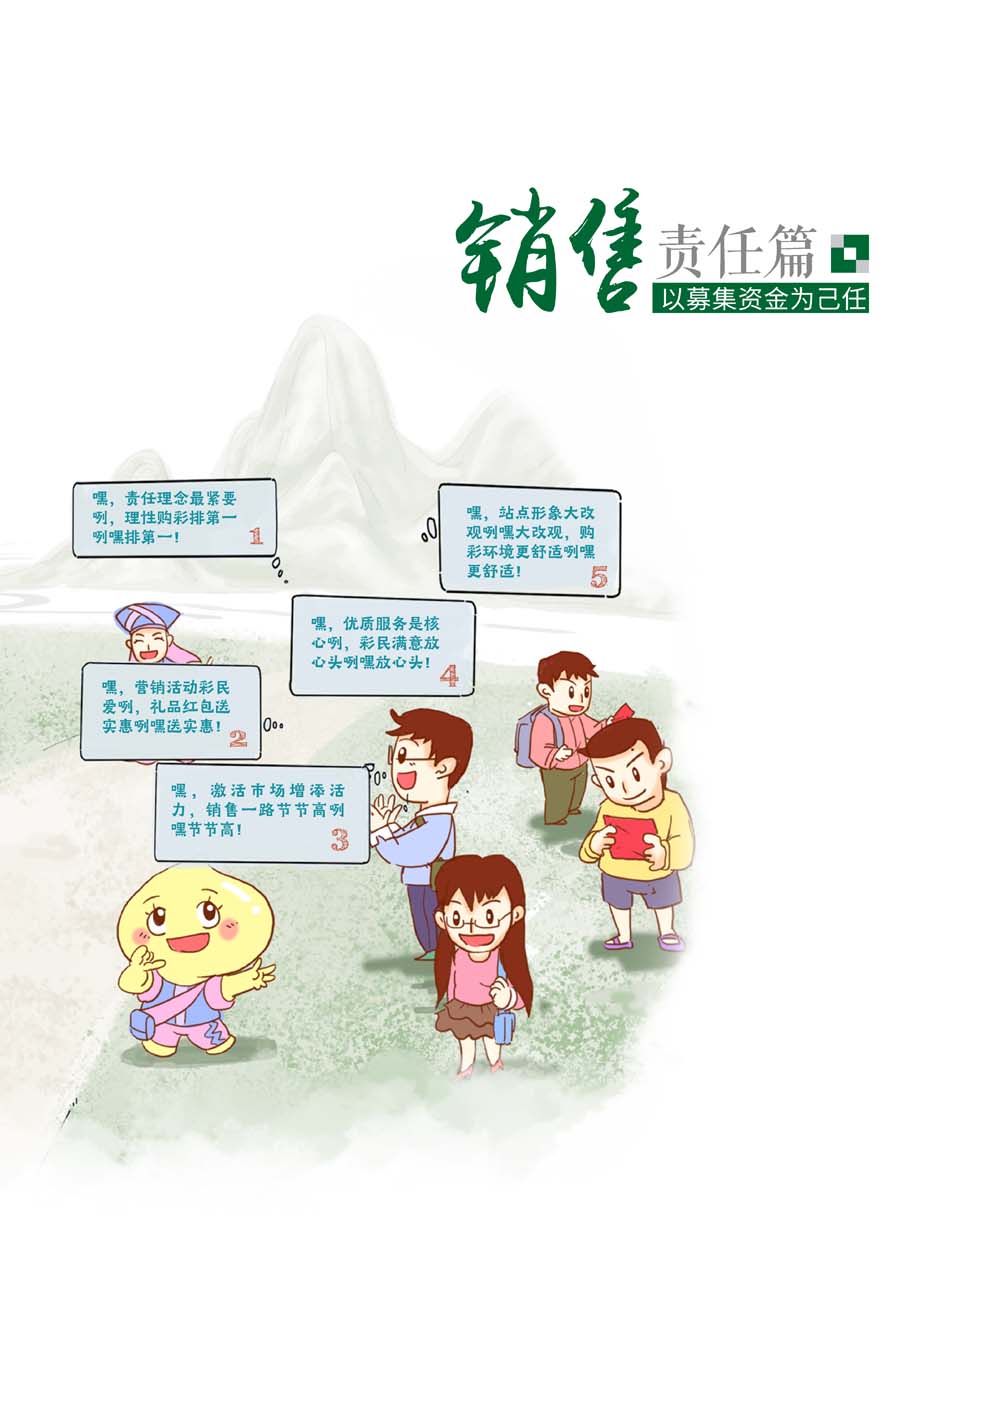 销售
责任篇
以募集资金为己任
嘿，责任理念最紧要
咧，理性购彩排第一
咧嘿排第一！
1
嘿，营销活动彩民
爱咧，礼品红包送
实惠咧嘿送实惠！
2
嘿，激活市场增添活
力，销售一路节节高咧
嘿节节高！
3
嘿，优质服务是核
心咧，彩民满意放
心头咧嘿放心头！
4
嘿，站点形象大改
观咧嘿大改观，购
彩环境更舒适咧嘿
更舒适！
5